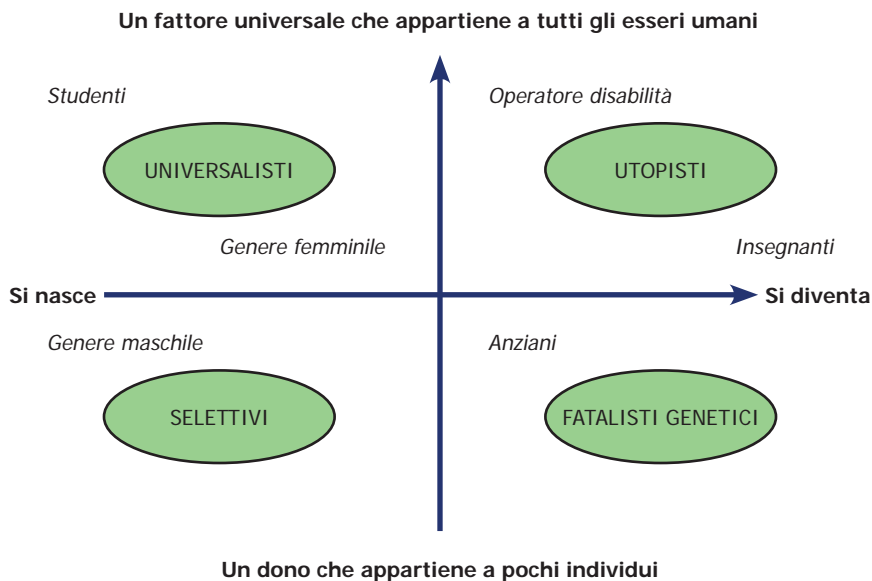 Un fattore universale che appartiene a tutti gli esseri umani
Studenti
Operatore disabilità
UNIVERSALISTI
UTOPISTI
Genere femminile
Insegnanti
Si nasce
Si diventa
Genere maschile
Anziani
SELETTIVI
FATALISTI GENETICI
Un dono che appartiene a pochi individui